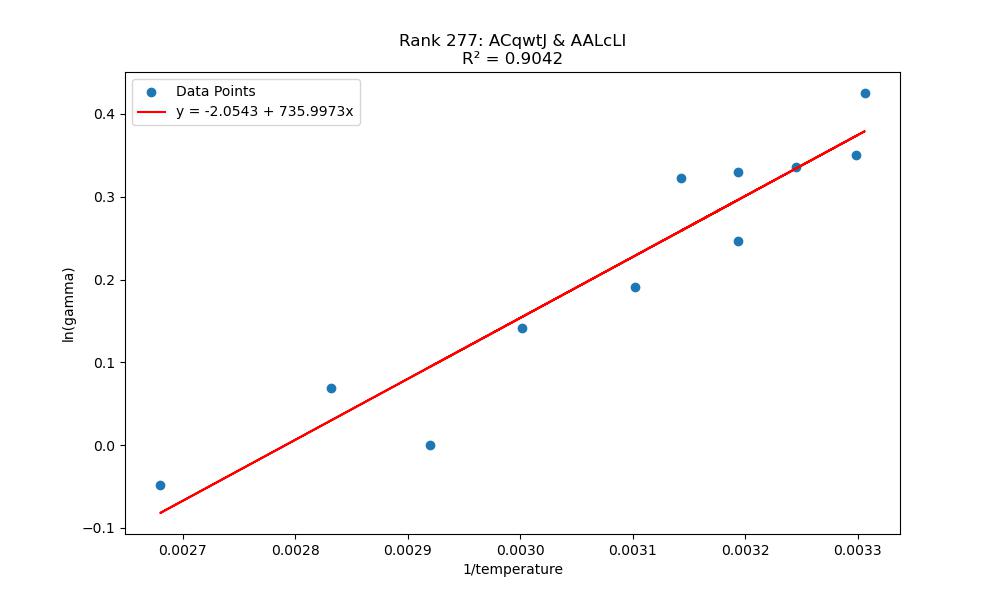 Rank 277: ACqwtJ & AALcLI
R² = 0.9042
Data Points
y = -2.0543 + 735.9973x
0.4
0.3
0.2
0.1
0.0
−0.1
ln(gamma)
0.0027 0.0028 0.0029 0.0030 0.0031 0.0032 0.0033
1/temperature